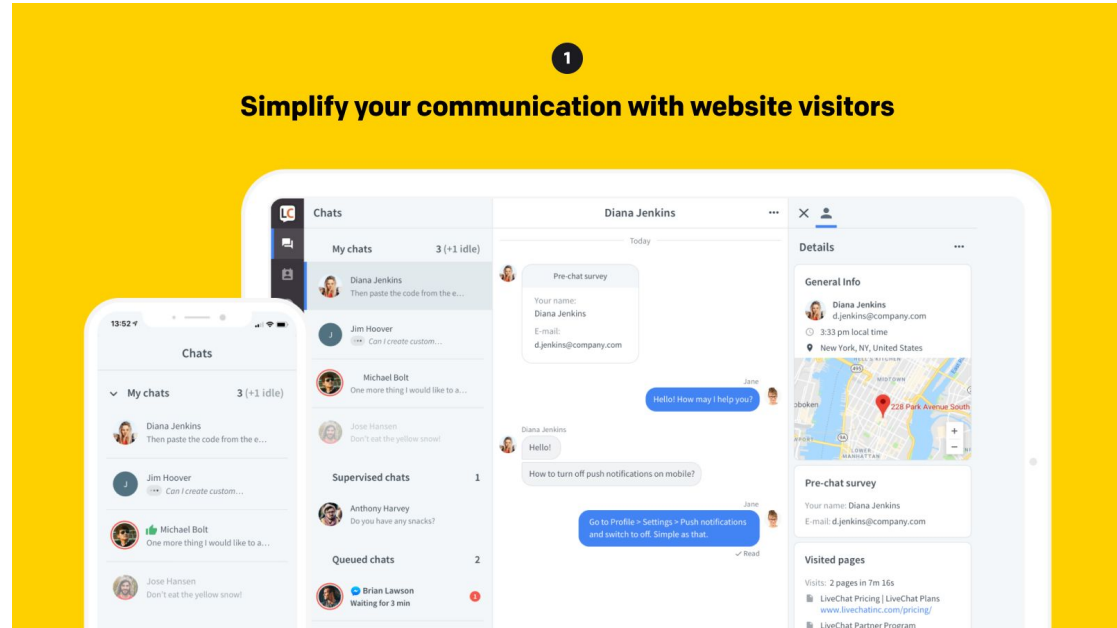 1
Simplify your communication with website visitors
LC
Chats
My chats 3 (+1 idle)
Diana Jenkins
Then paste the code from the e...
Jim Hoover
Can I create custom...
Michael Bolt
One more thing I would like to a...
Jose Hansen
Don't eat the yellow snow!
Supervised chats 1
Anthony Harvey
Do you have any snacks?
Queued chats 2
Brian Lawson
Waiting for 3 min
1
Diana Jenkins
Today
Pre-chat survey
Your name:
Diana Jenkins
E-mail:
d.jenkins@company.com
Jane
Hello! How may I help you?
Diana Jenkins
Hello!
How to turn off push notifications on mobile?
Jane
Go to Profile > Settings > Push notifications
and switch to off. Simple as that.
✓ Read
Details
General Info
Diana Jenkins
d.jenkins@company.com
3:33 pm local time
New York, NY, United States
HELL'S KITCHEN
495
MIDTOWN
oboken
228 Park Avenue South
9A
LOWER
MANHATTAN
+
−
Pre-chat survey
Your name: Diana Jenkins
E-mail: d.jenkins@company.com
Visited pages
Visits: 2 pages in 7m 16s
LiveChat Pricing | LiveChat Plans
www.livechatinc.com/pricing/
LiveChat Partner Program
13:52
Chats
My chats 3 (+1 idle)
Diana Jenkins
Then paste the code from the e...
J
Jim Hoover
Can I create custom...
Michael Bolt
One more thing I would like to a...
Jose Hansen
Don't eat the yellow snow!